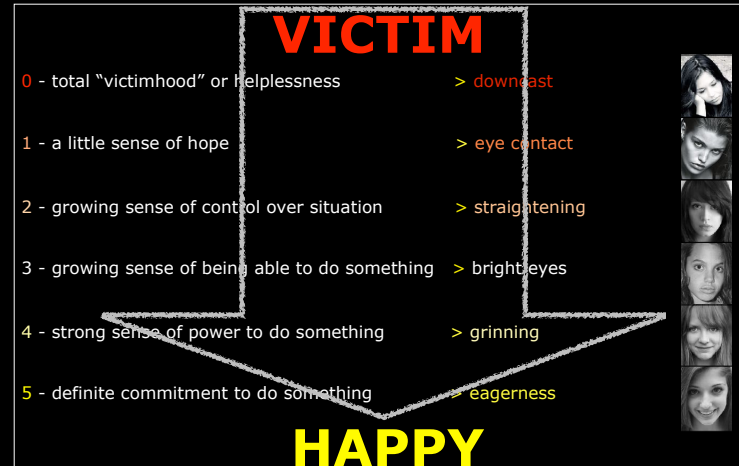 VICTIM
0 - total “victimhood” or helplessness > downcast
1 - a little sense of hope > eye contact
2 - growing sense of control over situation > straightening
3 - growing sense of being able to do something > bright eyes
4 - strong sense of power to do something > grinning
5 - definite commitment to do something > eagerness
HAPPY